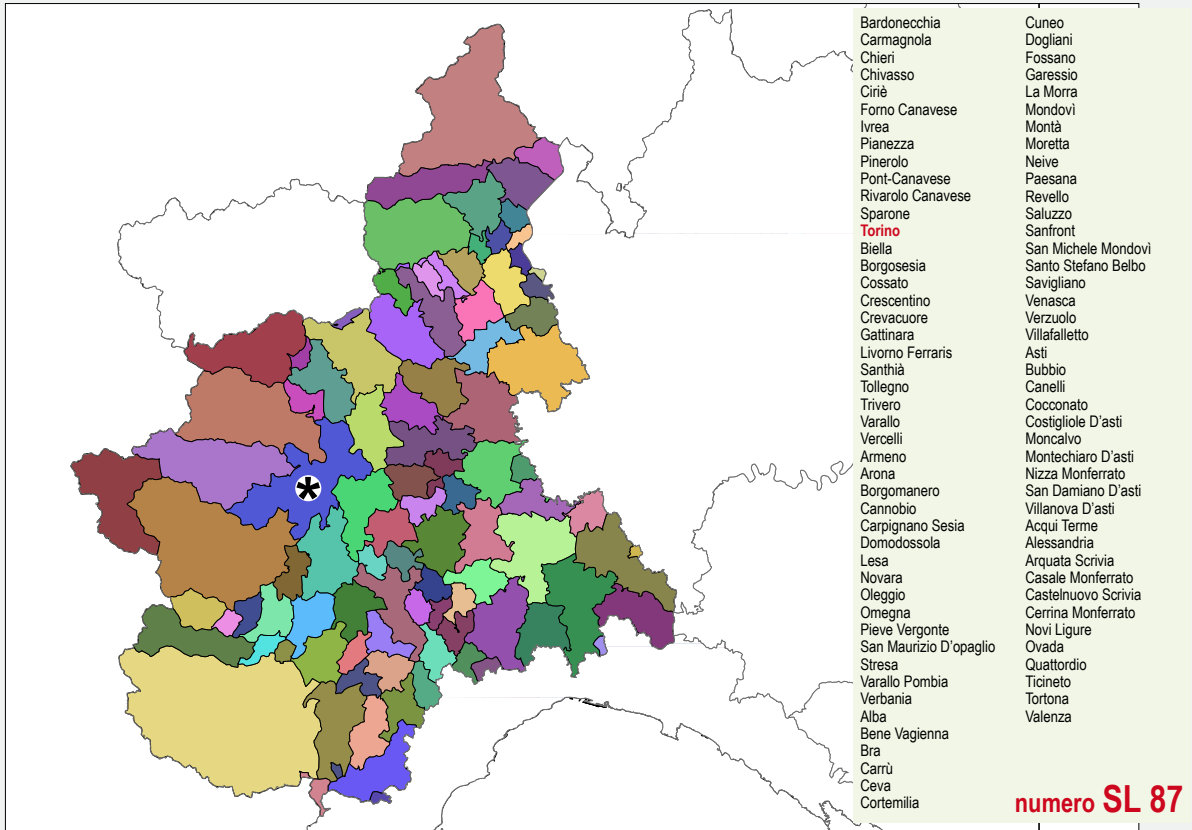 Bardonecchia
Carmagnola
Chieri
Chivasso
Ciriè
Forno Canavese
Ivrea
Pianezza
Pinerolo
Pont-Canavese
Rivarolo Canavese
Sparone
Torino
Biella
Borgosesia
Cossato
Crescentino
Crevacuore
Gattinara
Livorno Ferraris
Santhià
Tollegno
Trivero
Varallo
Vercelli
Armeno
Arona
Borgomanero
Cannobio
Carpignano Sesia
Domodossola
Lesa
Novara
Oleggio
Omegna
Pieve Vergonte
San Maurizio D'opaglio
Stresa
Varallo Pombia
Verbania
Alba
Bene Vagienna
Bra
Carrù
Ceva
Cortemilia
Cuneo
Dogliani
Fossano
Garessio
La Morra
Mondovì
Montà
Moretta
Neive
Paesana
Revello
Saluzzo
Sanfront
San Michele Mondovì
Santo Stefano Belbo
Savigliano
Venasca
Verzuolo
Villafalletto
Asti
Bubbio
Canelli
Cocconato
Costigliole D'asti
Moncalvo
Montechiaro D'asti
Nizza Monferrato
San Damiano D'asti
Villanova D'asti
Acqui Terme
Alessandria
Arquata Scrivia
Casale Monferrato
Castelnuovo Scrivia
Cerrina Monferrato
Novi Ligure
Ovada
Quattordio
Ticineto
Tortona
Valenza
numero SL 87
*